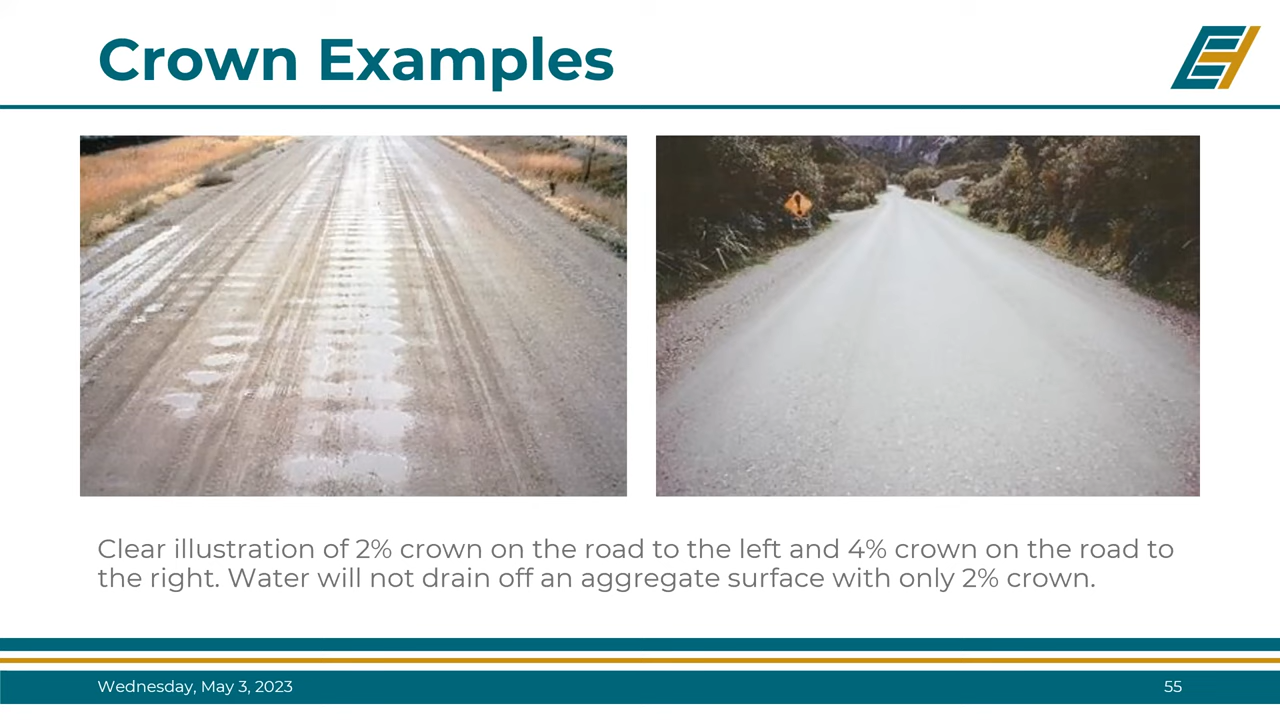 Crown Examples
Clear illustration of 2% crown on the road to the left and 4% crown on the road to
the right. Water will not drain off an aggregate surface with only 2% crown.
Wednesday, May 3, 2023
55